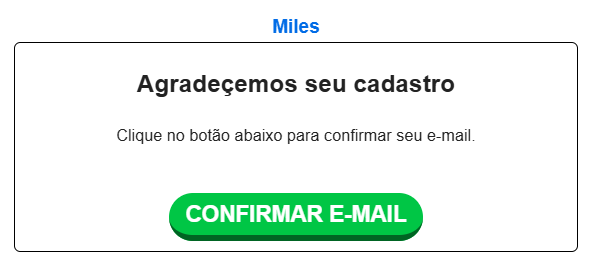 Miles
Agradeçemos seu cadastro
Clique no botão abaixo para confirmar seu e-mail.
CONFIRMAR E-MAIL